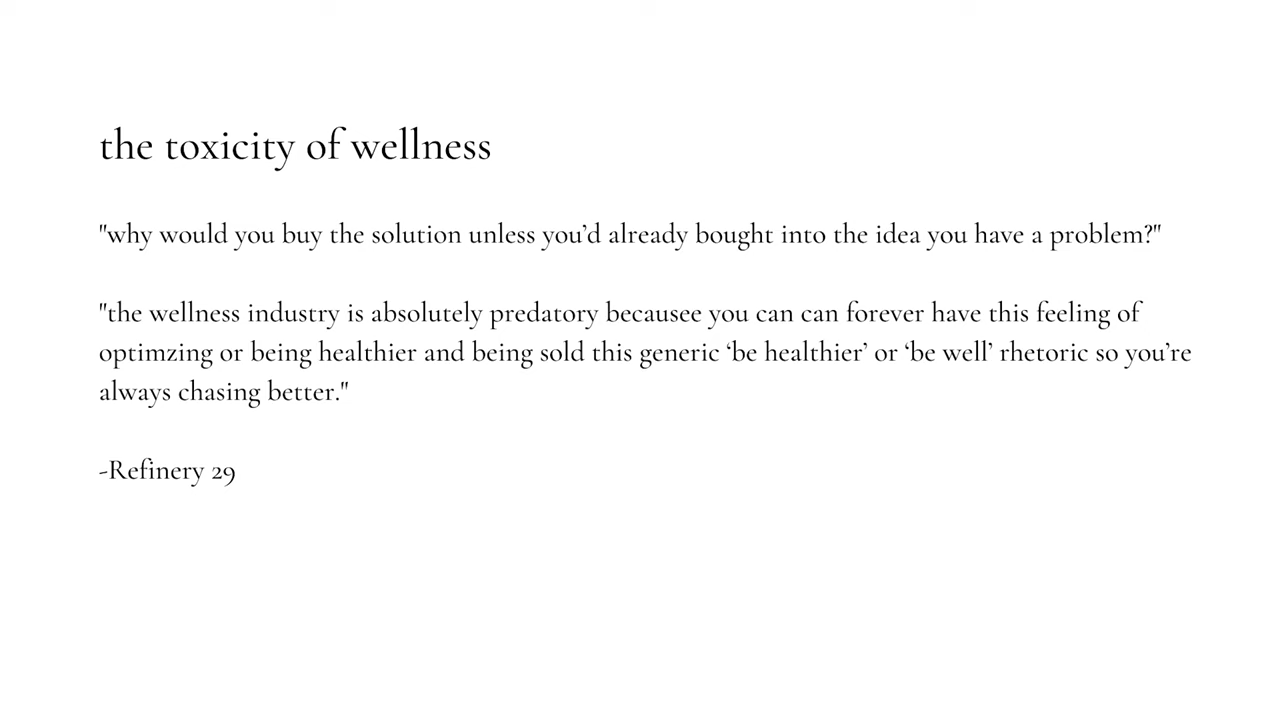 the toxicity of wellness
"why would you buy the solution unless you’d already bought into the idea you have a problem?"
"the wellness industry is absolutely predatory becausee you can can forever have this feeling of
optimzing or being healthier and being sold this generic ‘be healthier’ or ‘be well’ rhetoric so you’re
always chasing better."
-Refinery 29